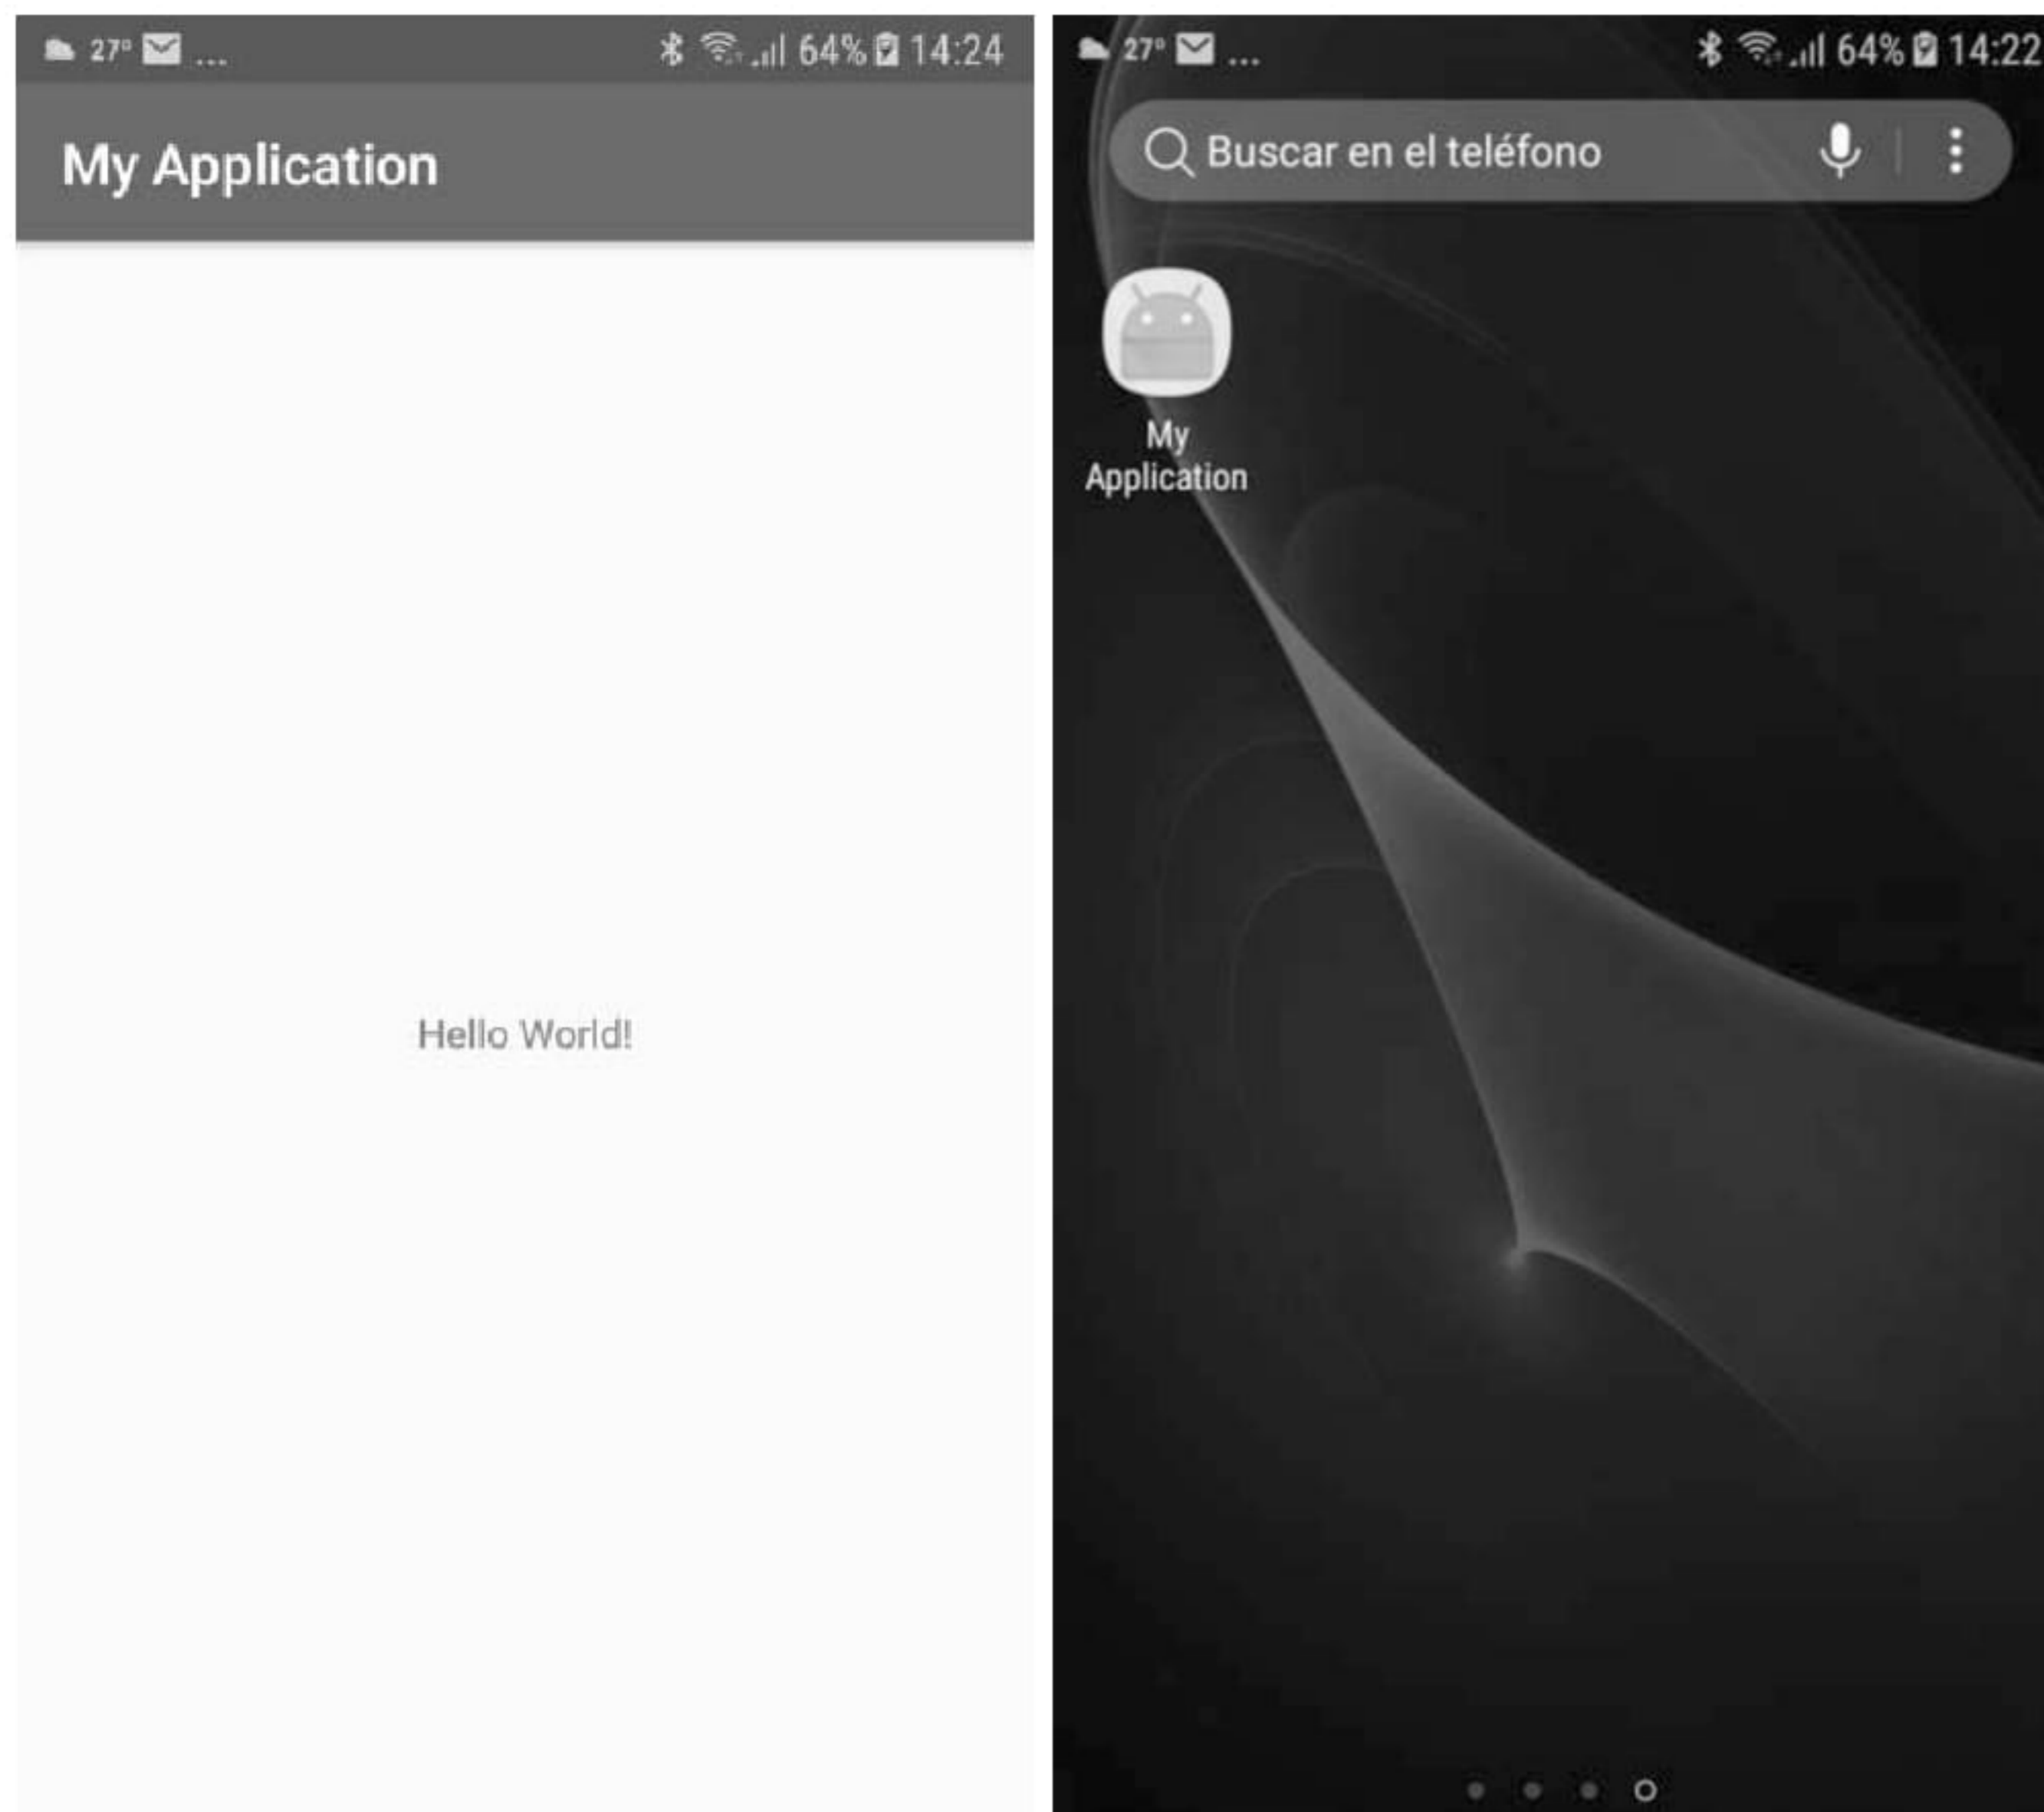 27° ... 64% 14:24
My Application
Hello World!
27° ... 64% 14:22
Buscar en el teléfono
My
Application